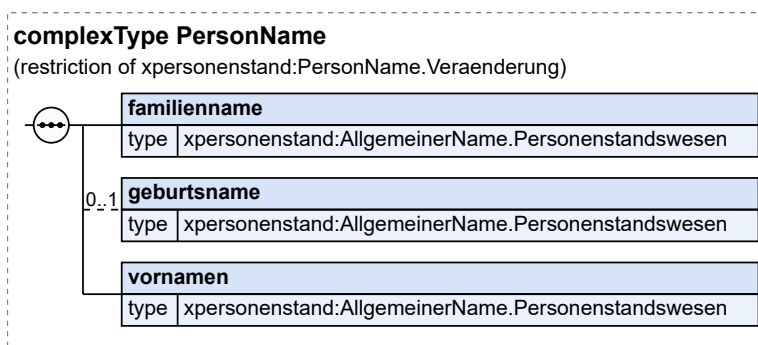 complexType PersonName
(restriction of xpersonenstand:PersonName.Veraenderung)
familienname
type xpersonenstand:AllgemeinerName.Personenstandswesen
0..1 geburtsname
type xpersonenstand:AllgemeinerName.Personenstandswesen
vornamen
type xpersonenstand:AllgemeinerName.Personenstandswesen